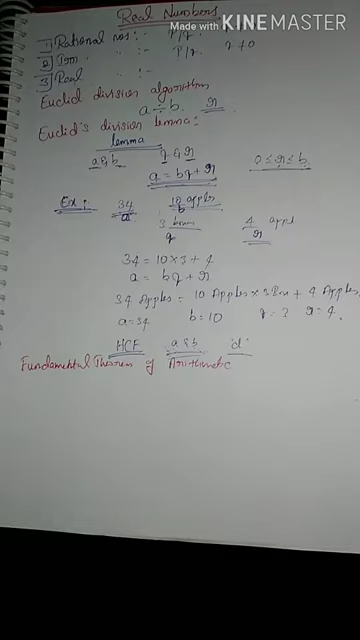 Made with KINEMASTER
Real Numbers
1) Rational nos :- P/q.
2) Irra " :- P/q. q ≠ 0
3) Real " :-
Euclid division algorithm
a ÷ b. r
Euclid's division lemma :-
lemma
a & b q & r 0 ≤ r ≤ b.
a = bq + r
Ex : 34 10 apples
a b
3 boxes 4 appl
q r
34 = 10 × 3 + 4
a = bq + r
34 Apples = 10 Apples × 3 Box + 4 Apples.
a = 34 b = 10 q = 3 r = 4.
HCF a & b 'd'
Fundamental Theorem of Arithmetic